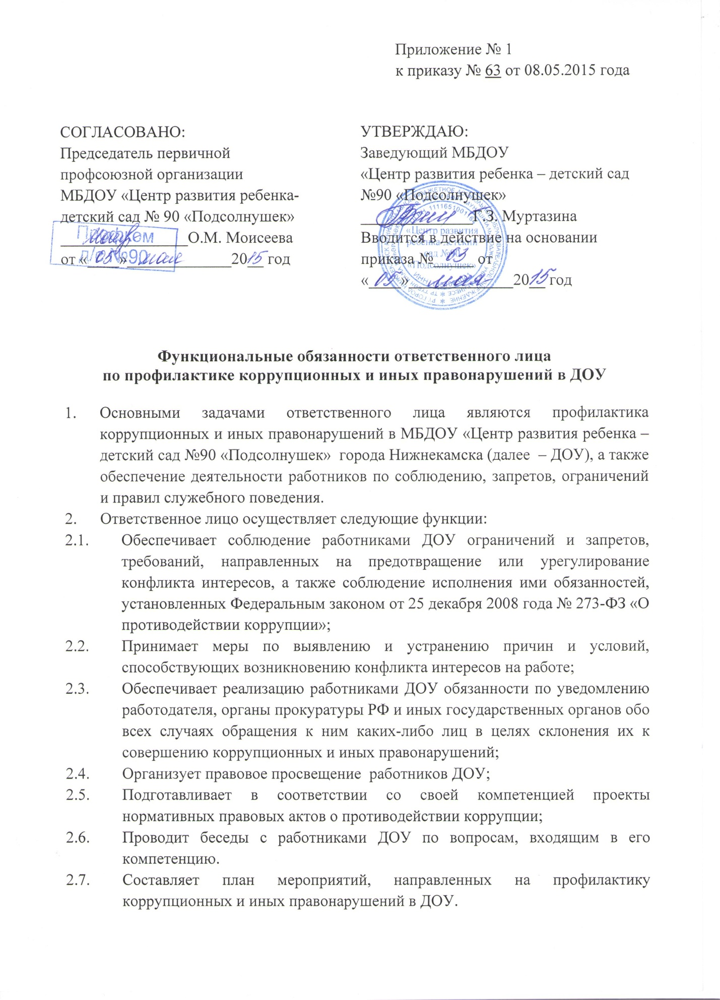 Приложение № 1
к приказу № 63 от 08.05.2015 года
СОГЛАСОВАНО:
Председатель первичной
профсоюзной организации
МБДОУ «Центр развития ребенка-
детский сад № 90 «Подсолнушек»
О.М. Моисеева
от «05» мая 2015 год
Профком
№90
УТВЕРЖДАЮ:
Заведующий МБДОУ
«Центр развития ребенка – детский сад
№90 «Подсолнушек»
Г.З. Муртазина
Вводится в действие на основании
приказа № 63 от
«05» мая 2015 год
«Центр развития
ребенка-детский
сад №90
«Подсолнушек»
Функциональные обязанности ответственного лица
по профилактике коррупционных и иных правонарушений в ДОУ
1. Основными задачами ответственного лица являются профилактика
коррупционных и иных правонарушений в МБДОУ «Центр развития ребенка –
детский сад №90 «Подсолнушек» города Нижнекамска (далее – ДОУ), а также
обеспечение деятельности работников по соблюдению, запретов, ограничений
и правил служебного поведения.
2. Ответственное лицо осуществляет следующие функции:
2.1. Обеспечивает соблюдение работниками ДОУ ограничений и запретов,
требований, направленных на предотвращение или урегулирование
конфликта интересов, а также соблюдение исполнения ими обязанностей,
установленных Федеральным законом от 25 декабря 2008 года № 273-ФЗ «О
противодействии коррупции»;
2.2. Принимает меры по выявлению и устранению причин и условий,
способствующих возникновению конфликта интересов на работе;
2.3. Обеспечивает реализацию работниками ДОУ обязанности по уведомлению
работодателя, органы прокуратуры РФ и иных государственных органов обо
всех случаях обращения к ним каких-либо лиц в целях склонения их к
совершению коррупционных и иных правонарушений;
2.4. Организует правовое просвещение работников ДОУ;
2.5. Подготавливает в соответствии со своей компетенцией проекты
нормативных правовых актов о противодействии коррупции;
2.6. Проводит беседы с работниками ДОУ по вопросам, входящим в его
компетенцию.
2.7. Составляет план мероприятий, направленных на профилактику
коррупционных и иных правонарушений в ДОУ.